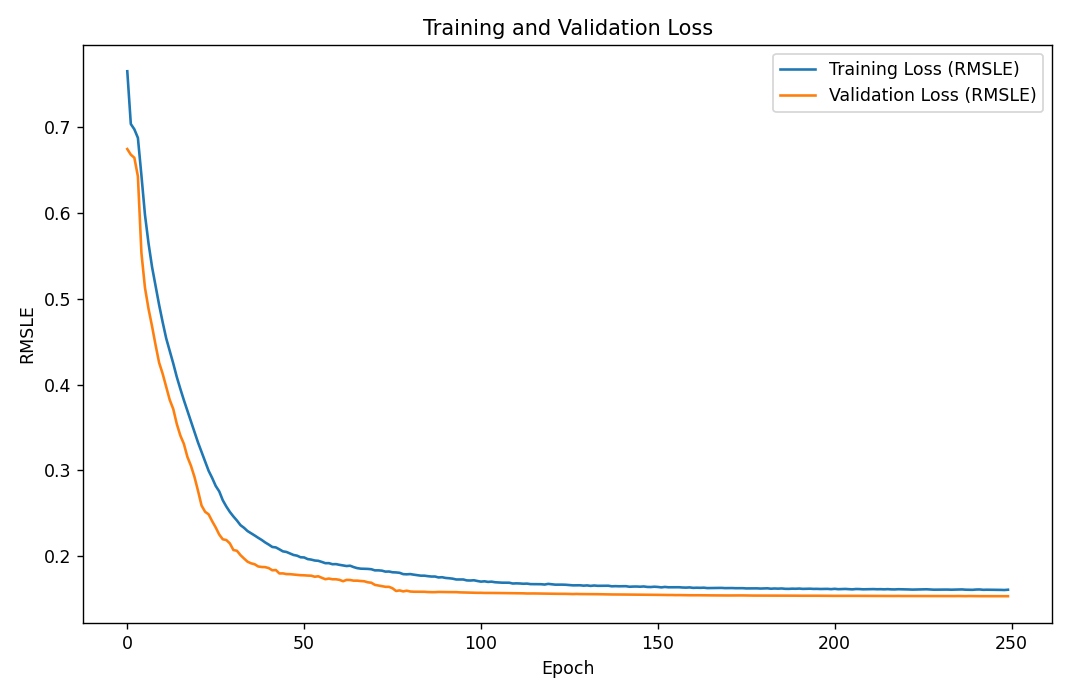 Training and Validation Loss
Training Loss (RMSLE)
Validation Loss (RMSLE)
RMSLE
0.7
0.6
0.5
0.4
0.3
0.2
0 50 100 150 200 250
Epoch